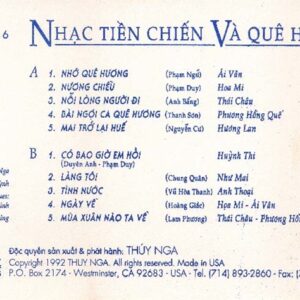 6 NHẠC TIỀN CHIẾN VÀ QUÊ H
A 1. NHỚ QUÊ HƯƠNG (Phạm Ngữ) Ái Vân
2. NƯƠNG CHIỀU (Phạm Duy) Họa Mi
3. NỖI LÒNG NGƯỜI ĐI (Anh Bằng) Thái Châu
4. BÀI NGỢI CA QUÊ HƯƠNG (Thanh Sơn) Phương Hồng Quế
5. MAI TRỞ LẠI HUẾ (Nguyễn Cư) Hương Lan
B 1. CÓ BAO GIỜ EM HỎI Huỳnh Thi
(Duyên Anh - Phạm Duy)
2. LÀNG TÔI (Chung Quân) Như Mai
3. TÌNH NƯỚC (Vũ Hòa Thanh) Anh Thoại
4. NGÀY VỀ (Hoàng Giác) Họa Mi - Ái Vân
5. MÙA XUÂN NÀO TA VỀ (Lam Phương) Thái Châu - Phương Hồ
Độc quyền sản xuất & phát hành: THÚY NGA
Copyright 1992 THUY NGA. All rights reserved. Made in USA
P.O. Box 2174 - Westminster, CA 92683 - USA - Tel: (714) 893-2860 - Fax: